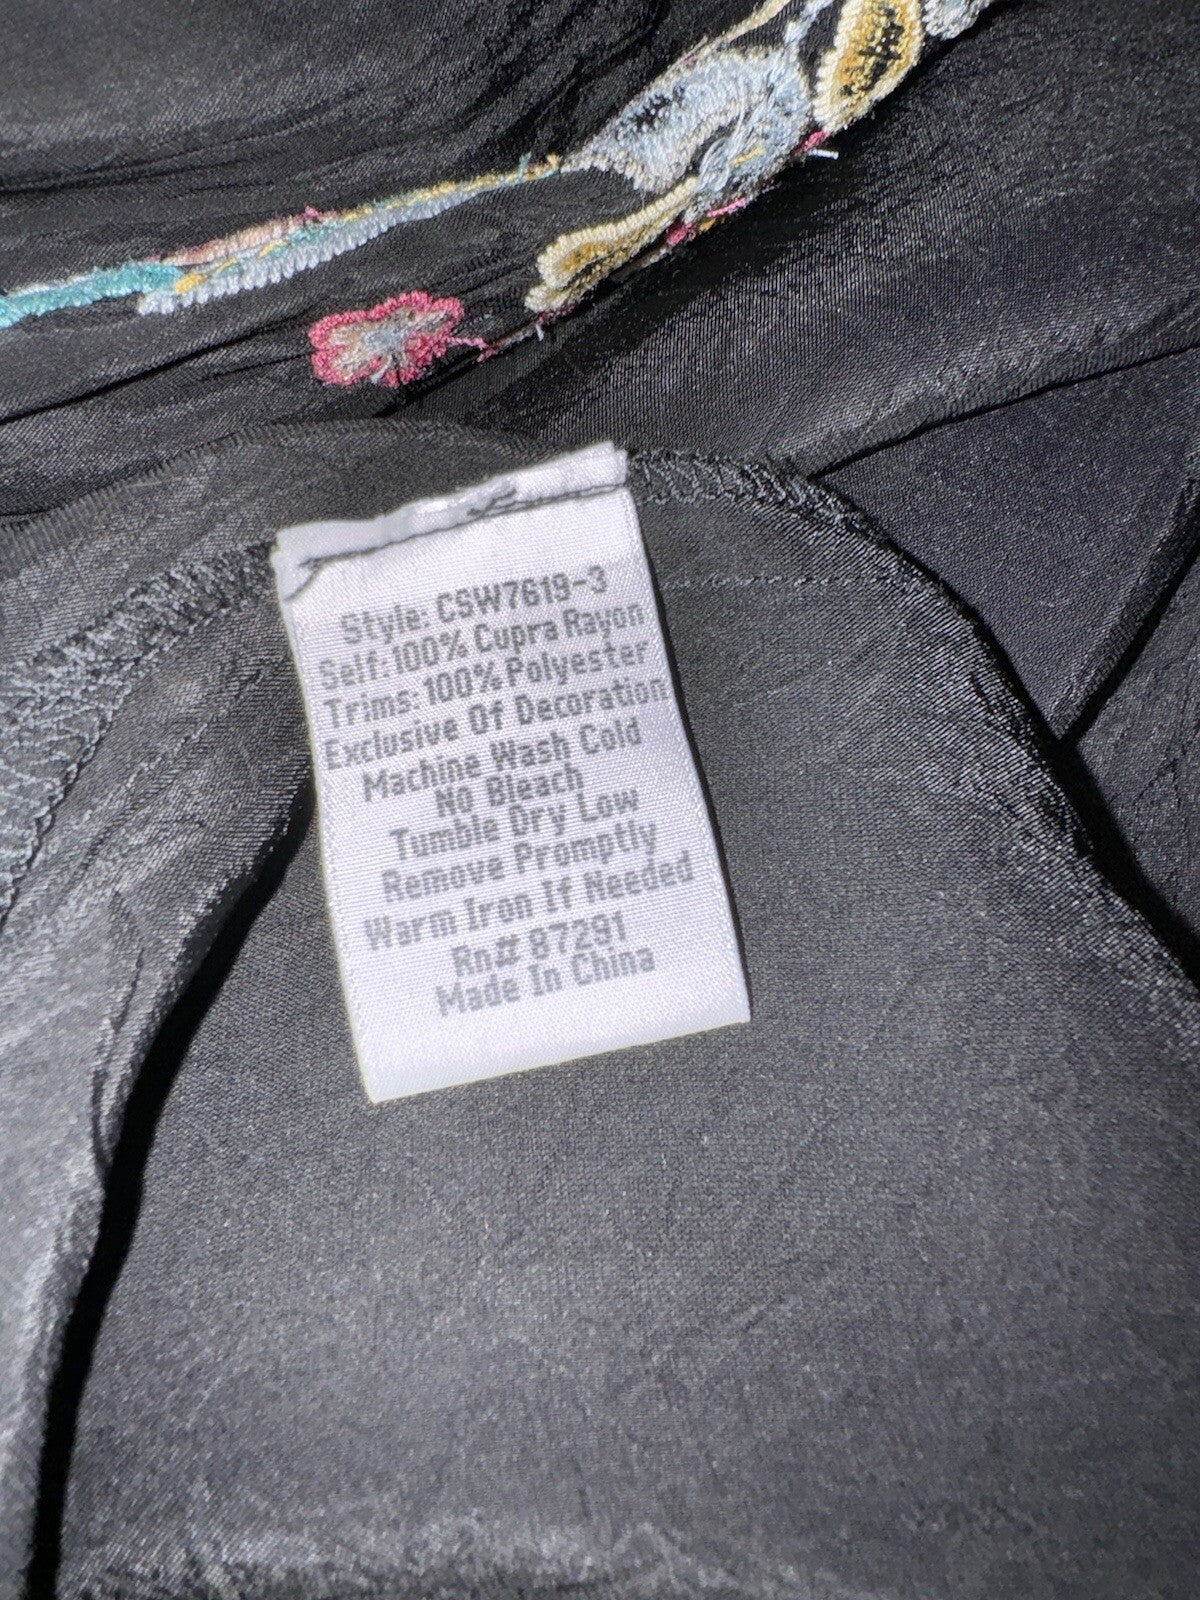 Style: CSW7619-3
Self:100% Cupra Rayon
Trims: 100% Polyester
Exclusive Of Decoration
Machine Wash Cold
No Bleach
Tumble Dry Low
Remove Promptly
Warm Iron If Needed
Rn# 87291
Made In China